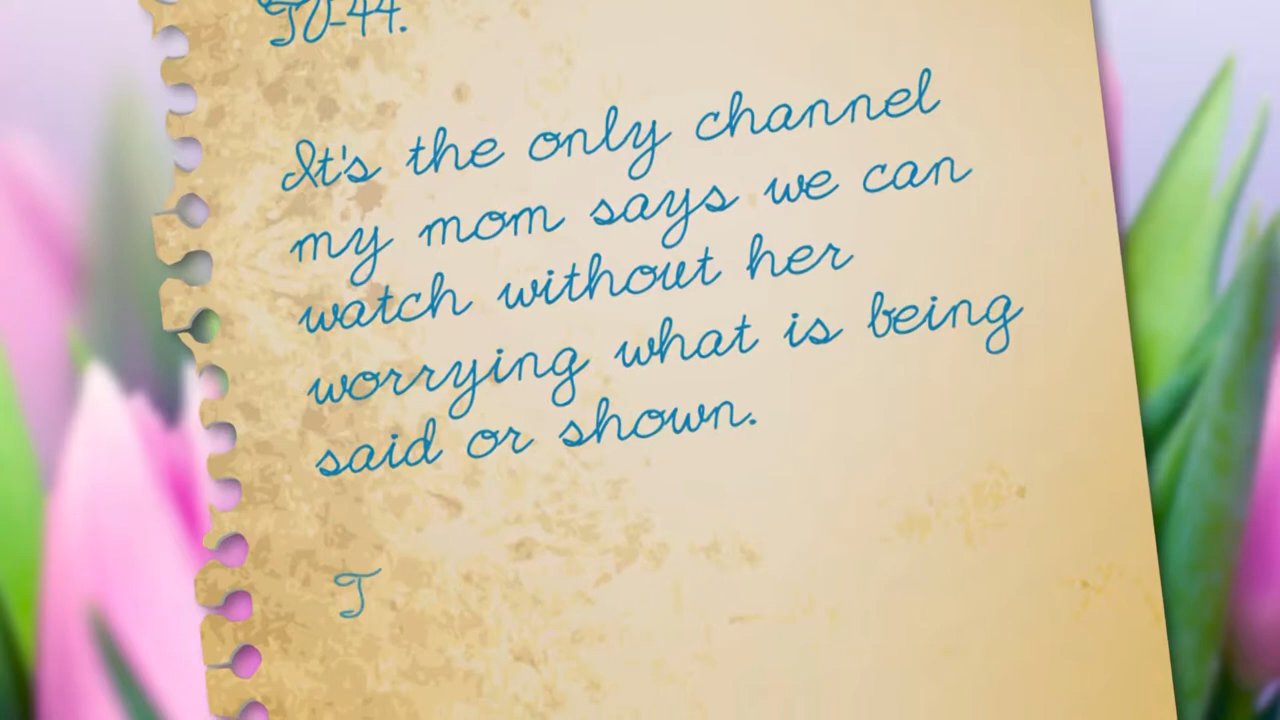 TV-44.
It's the only channel
my mom says we can
watch without her
worrying what is being
said or shown.
T